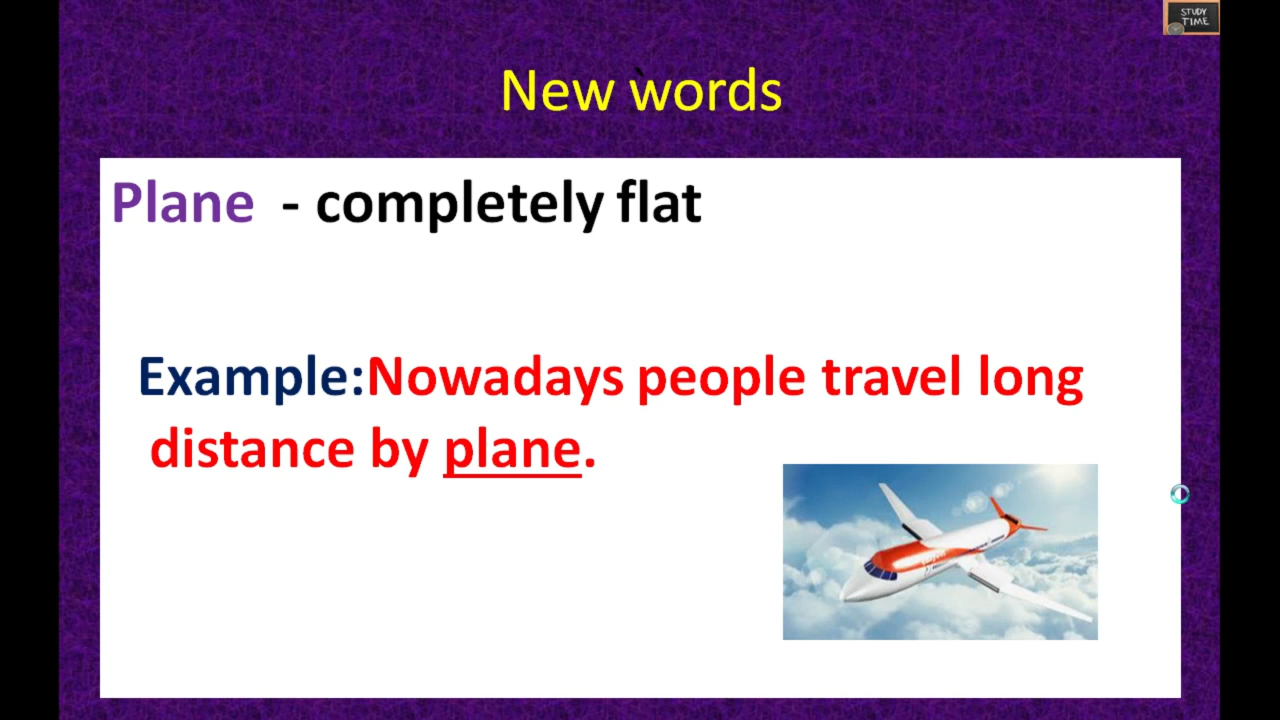 STUDY
TIME
New words
Plane - completely flat
Example:Nowadays people travel long
distance by plane.